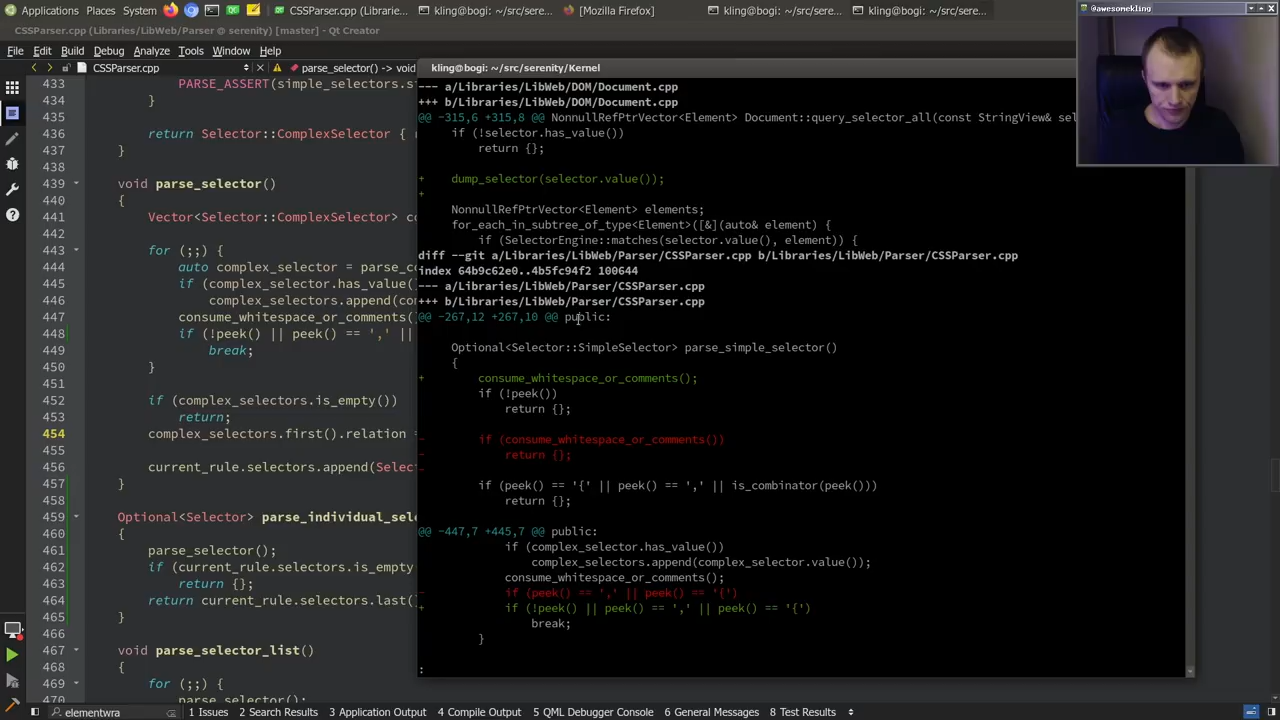 Applications Places System CSSParser.cpp (Librarie... kling@bogi: ~/src/sere... [Mozilla Firefox] kling@bogi: ~/src/sere... kling@bogi: ~/src/sere...
@awesomekling
CSSParser.cpp (Libraries/LibWeb/Parser @ serenity) [master] - Qt Creator
File Edit Build Debug Analyze Tools Window Help
CSSParser.cpp parse_selector() -> void
433 PARSE_ASSERT(simple_selectors.s
434 }
435
436 return Selector::ComplexSelector {
437 }
438
439 void parse_selector()
440 {
441 Vector<Selector::ComplexSelector> co
442
443 for (;;) {
444 auto complex_selector = parse_co
445 if (complex_selector.has_value()
446 complex_selectors.append(com
447 consume_whitespace_or_comments()
448 if (!peek() || peek() == ',' ||
449 break;
450 }
451
452 if (complex_selectors.is_empty())
453 return;
454 complex_selectors.first().relation =
455
456 current_rule.selectors.append(Selec
457 }
458
459 Optional<Selector> parse_individual_sel
460 {
461 parse_selector();
462 if (current_rule.selectors.is_empty
463 return {};
464 return current_rule.selectors.last()
465 }
466
467 void parse_selector_list()
468 {
469 for (;;) {
470 parse_selector();
kling@bogi: ~/src/serenity/Kernel
--- a/Libraries/LibWeb/DOM/Document.cpp
+++ b/Libraries/LibWeb/DOM/Document.cpp
@@ -315,6 +315,8 @@ NonnullRefPtrVector<Element> Document::query_selector_all(const StringView& sel
if (!selector.has_value())
return {};
+ dump_selector(selector.value());
+
NonnullRefPtrVector<Element> elements;
for_each_in_subtree_of_type<Element>([&](auto& element) {
if (SelectorEngine::matches(selector.value(), element)) {
diff --git a/Libraries/LibWeb/Parser/CSSParser.cpp b/Libraries/LibWeb/Parser/CSSParser.cpp
index 64b9c62e0..4b5fc94f2 100644
--- a/Libraries/LibWeb/Parser/CSSParser.cpp
+++ b/Libraries/LibWeb/Parser/CSSParser.cpp
@@ -267,12 +267,10 @@ public:
Optional<Selector::SimpleSelector> parse_simple_selector()
{
+ consume_whitespace_or_comments();
if (!peek())
return {};
- if (consume_whitespace_or_comments())
- return {};
-
if (peek() == '{' || peek() == ',' || is_combinator(peek()))
return {};
@@ -447,7 +445,7 @@ public:
if (complex_selector.has_value())
complex_selectors.append(complex_selector.value());
consume_whitespace_or_comments();
- if (peek() == ',' || peek() == '{')
+ if (!peek() || peek() == ',' || peek() == '{')
break;
}
:
elementwra 1 Issues 2 Search Results 3 Application Output 4 Compile Output 5 QML Debugger Console 6 General Messages 8 Test Results